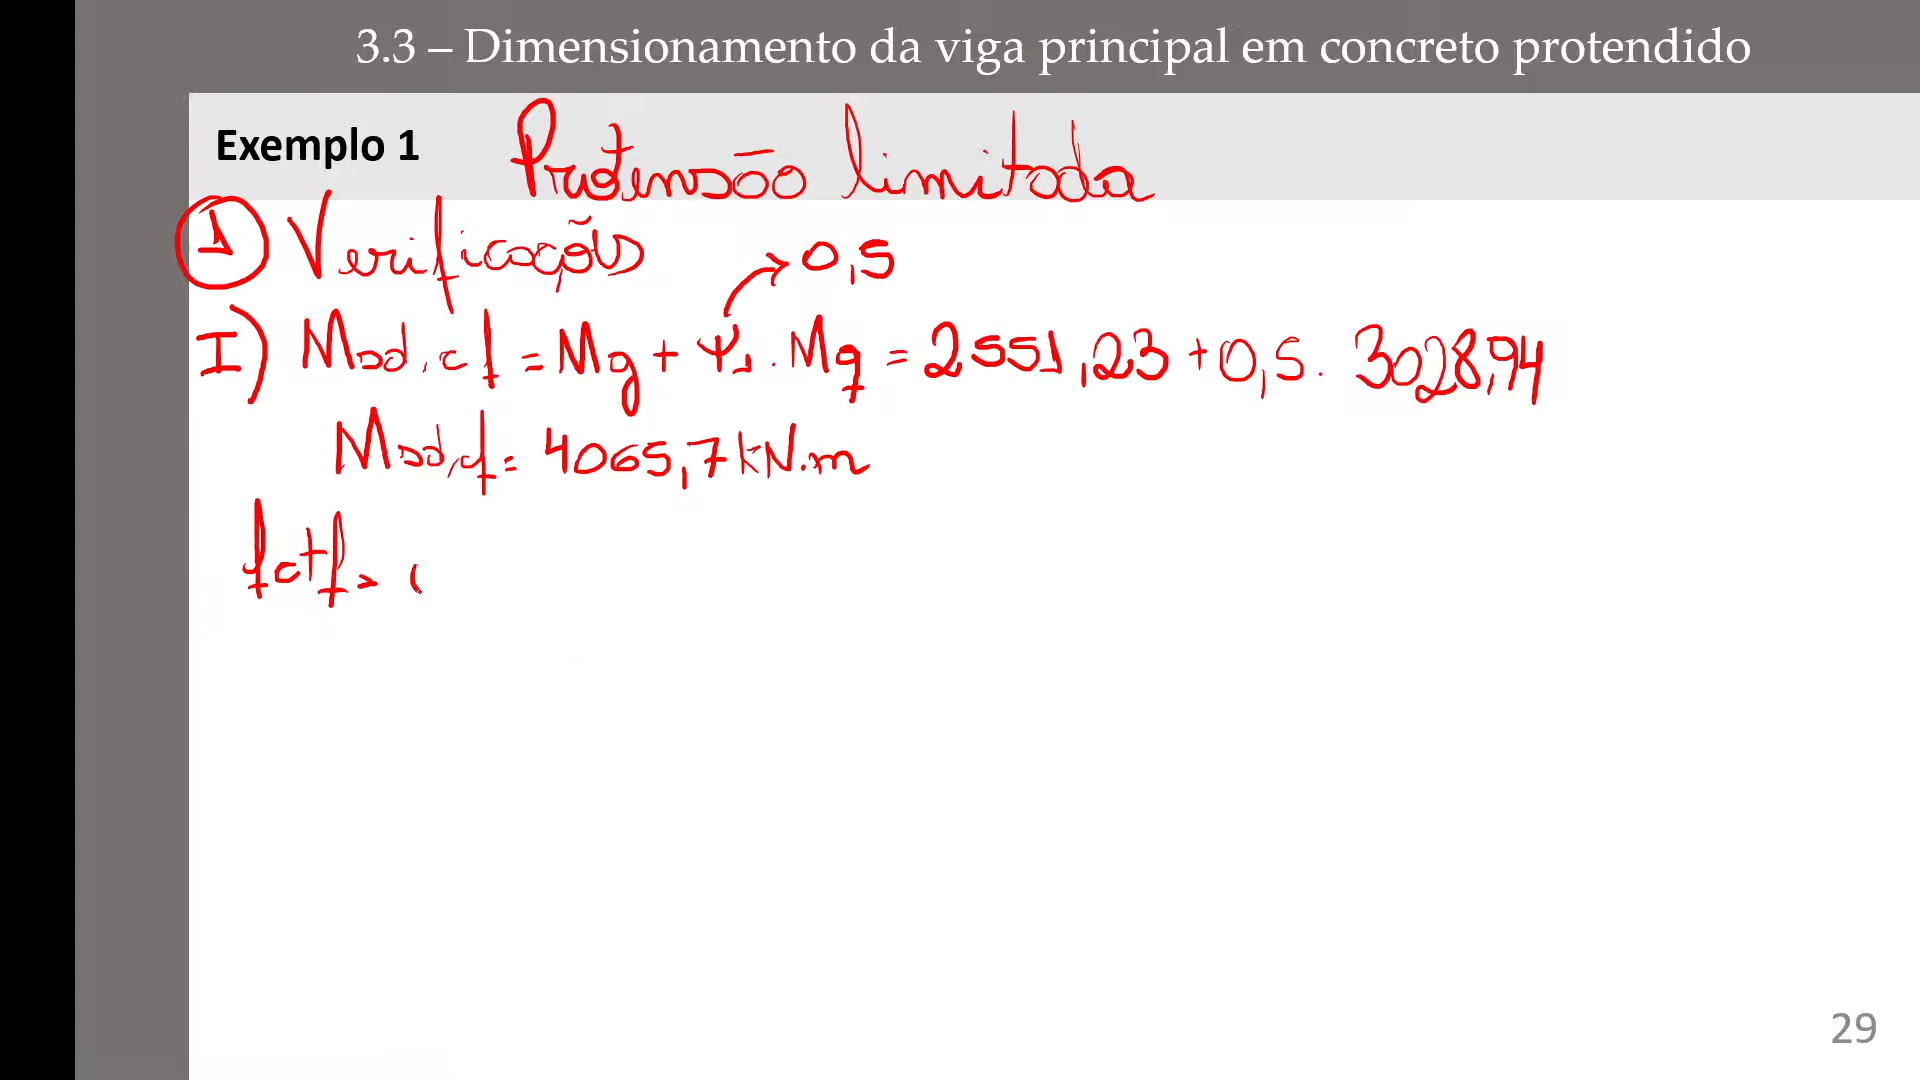 3.3 – Dimensionamento da viga principal em concreto protendido
Exemplo 1 Protensão limitada
1 Verificações → 0,5
I) Msd,cf = Mg + Ψ1 . Mq = 2551,23 + 0,5 . 3028,94
Msd,cf = 4065,7 kN.m
fctf = (
29